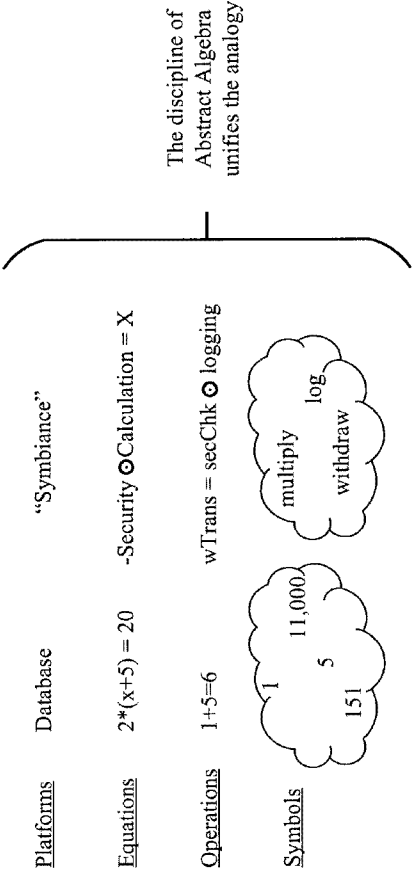 Platforms Database "Symbiance"
Equations 2*(x+5) = 20 -Security ⊙Calculation = X
Operations 1+5=6 wTrans = secChk ⊙ logging
Symbols
1
11,000
5
151
multiply
log
withdraw
The discipline of
Abstract Algebra
unifies the analogy